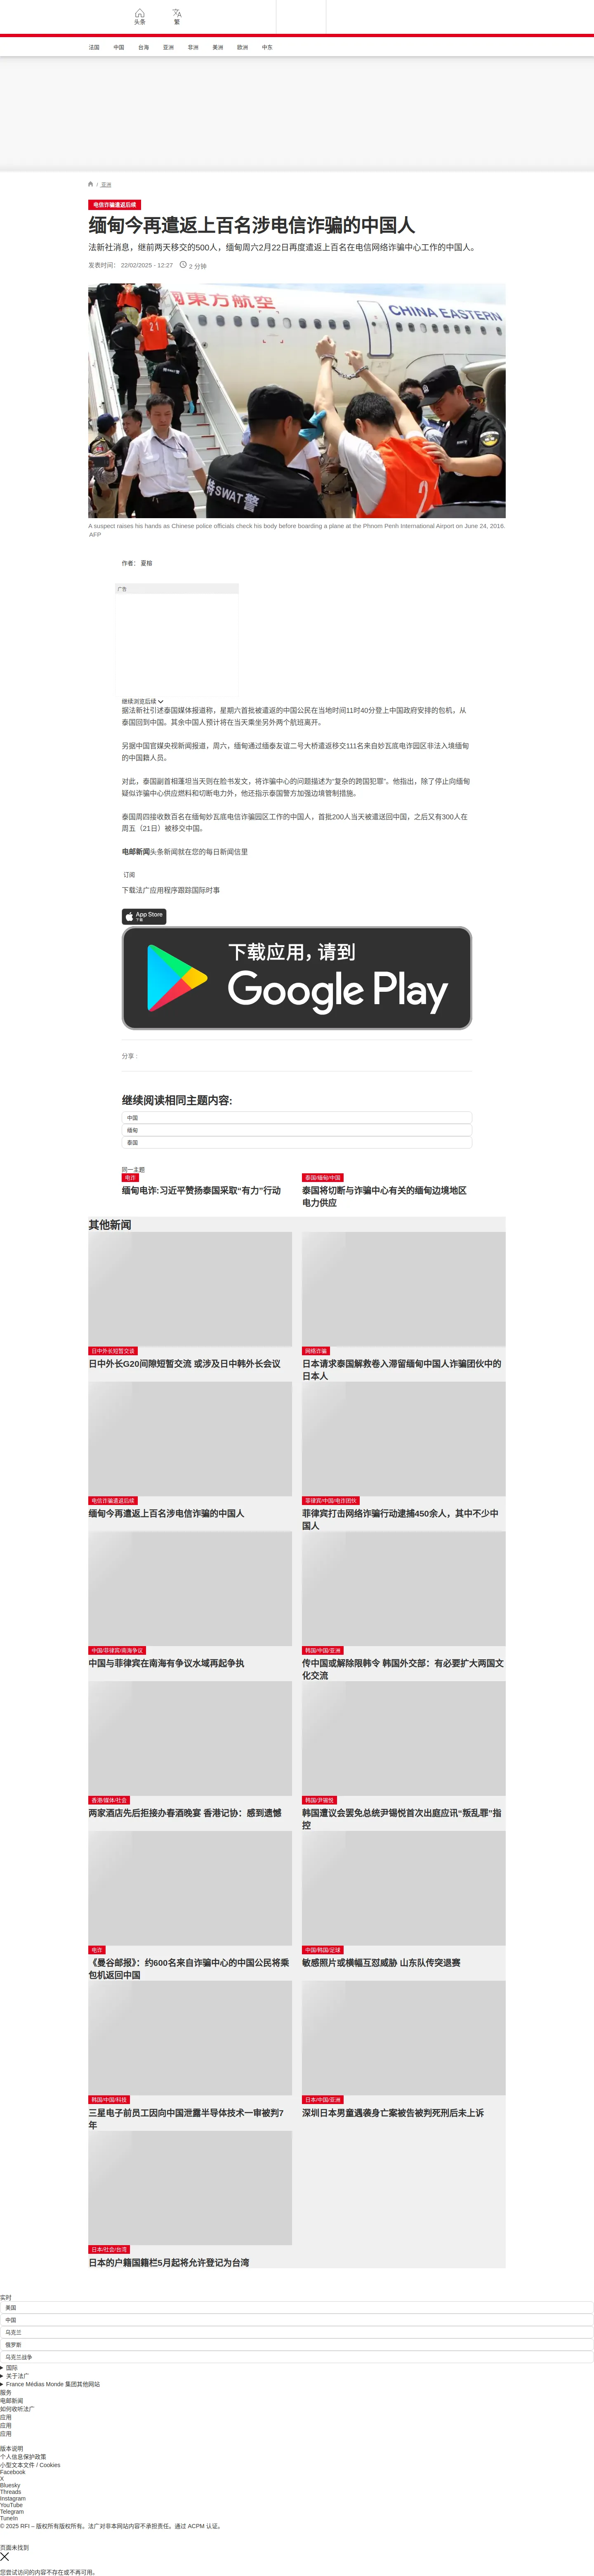 头条
繁
法国
中国
台海
亚洲
非洲
美洲
欧洲
中东
/ 亚洲
电信诈骗遣返后续
缅甸今再遣返上百名涉电信诈骗的中国人
法新社消息，继前两天移交的500人，缅甸周六2月22日再度遣返上百名在电信网络诈骗中心工作的中国人。
发表时间： 22/02/2025 - 12:27
2 分钟
東方航空
CHINA EASTERN
特SWAT警
201
A suspect raises his hands as Chinese police officials check his body before boarding a plane at the Phnom Penh International Airport on June 24, 2016.
AFP
作者： 夏榕
广告
继续浏览后续
据法新社引述泰国媒体报道称，星期六首批被遣返的中国公民在当地时间11时40分登上中国政府安排的包机，从
泰国回到中国。其余中国人预计将在当天乘坐另外两个航班离开。
另据中国官媒央视新闻报道，周六，缅甸通过缅泰友谊二号大桥遣返移交111名来自妙瓦底电诈园区非法入境缅甸
的中国籍人员。
对此，泰国副首相蓬坦当天则在脸书发文，将诈骗中心的问题描述为“复杂的跨国犯罪”。他指出，除了停止向缅甸
疑似诈骗中心供应燃料和切断电力外，他还指示泰国警方加强边境管制措施。
泰国周四接收数百名在缅甸妙瓦底电信诈骗园区工作的中国人，首批200人当天被遣送回中国，之后又有300人在
周五（21日）被移交中国。
电邮新闻头条新闻就在您的每日新闻信里
订阅
下载法广应用程序跟踪国际时事
App Store
下载
下载应用，请到
Google Play
分享 :
继续阅读相同主题内容:
中国
缅甸
泰国
同一主题
电诈
缅甸电诈:习近平赞扬泰国采取“有力”行动
泰国/缅甸/中国
泰国将切断与诈骗中心有关的缅甸边境地区
电力供应
其他新闻
日中外长短暂交谈
日中外长G20间隙短暂交流 或涉及日中韩外长会议
网络诈骗
日本请求泰国解救卷入滞留缅甸中国人诈骗团伙中的
日本人
电信诈骗遣返后续
缅甸今再遣返上百名涉电信诈骗的中国人
菲律宾/中国/电诈团伙
菲律宾打击网络诈骗行动逮捕450余人，其中不少中
国人
中国/菲律宾/南海争议
中国与菲律宾在南海有争议水域再起争执
韩国/中国/亚洲
传中国或解除限韩令 韩国外交部：有必要扩大两国文
化交流
香港/媒体/社会
两家酒店先后拒接办春酒晚宴 香港记协：感到遗憾
韩国/尹锡悦
韩国遭议会罢免总统尹锡悦首次出庭应讯“叛乱罪”指
控
电诈
《曼谷邮报》：约600名来自诈骗中心的中国公民将乘
包机返回中国
中国/韩国/足球
敏感照片或横幅互怼威胁 山东队传突退赛
韩国/中国/科技
三星电子前员工因向中国泄露半导体技术一审被判7
年
日本/中国/亚洲
深圳日本男童遇袭身亡案被告被判死刑后未上诉
日本/社会/台湾
日本的户籍国籍栏5月起将允许登记为台湾
实时
美国
中国
乌克兰
俄罗斯
乌克兰战争
国际
关于法广
France Médias Monde 集团其他网站
服务
电邮新闻
如何收听法广
应用
应用
应用
版本说明
个人信息保护政策
小型文本文件 / Cookies
Facebook
X
Bluesky
Threads
Instagram
YouTube
Telegram
TuneIn
© 2025 RFI – 版权所有版权所有。法广对非本网站内容不承担责任。通过 ACPM 认证。
页面未找到
您尝试访问的内容不存在或不再可用。